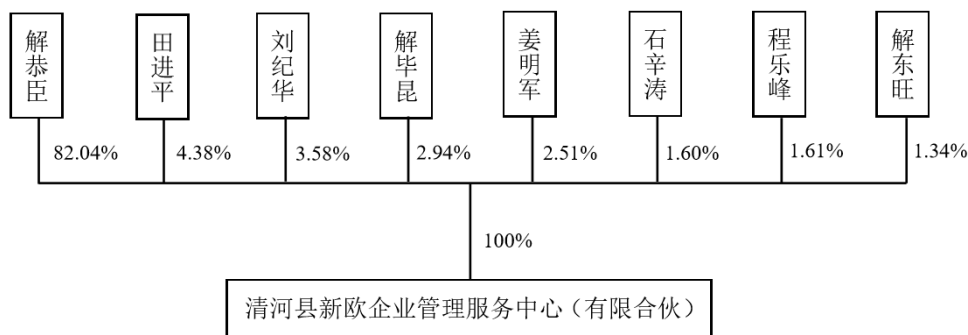 解恭臣
田进平
刘纪华
解毕昆
姜明军
石辛涛
程乐峰
解东旺
82.04%
4.38%
3.58%
2.94%
2.51%
1.60%
1.61%
1.34%
100%
清河县新欧企业管理服务中心（有限合伙）